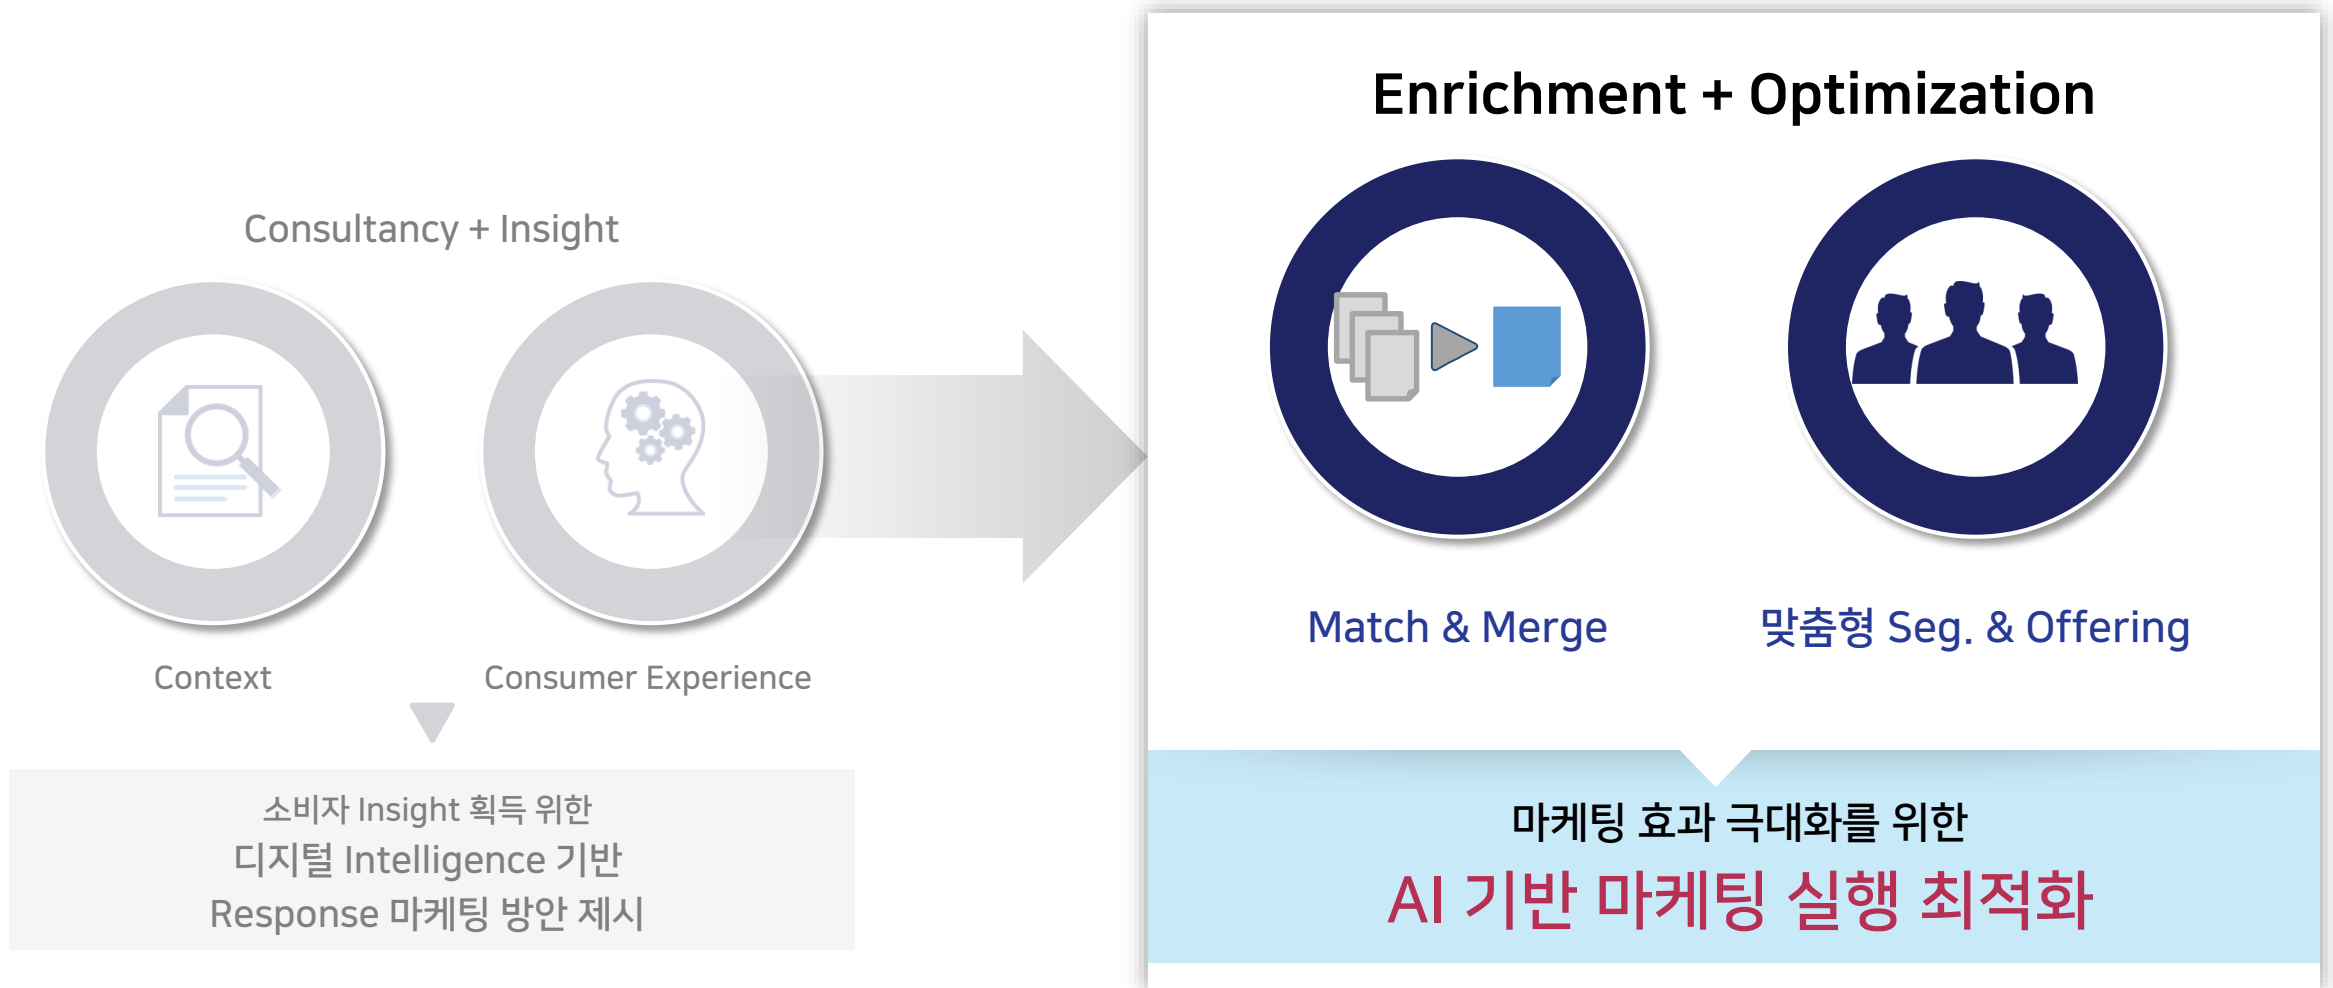 Consultancy + Insight
Context
Consumer Experience
소비자 Insight 획득 위한
디지털 Intelligence 기반
Response 마케팅 방안 제시
Enrichment + Optimization
Match & Merge
맞춤형 Seg. & Offering
마케팅 효과 극대화를 위한
AI 기반 마케팅 실행 최적화